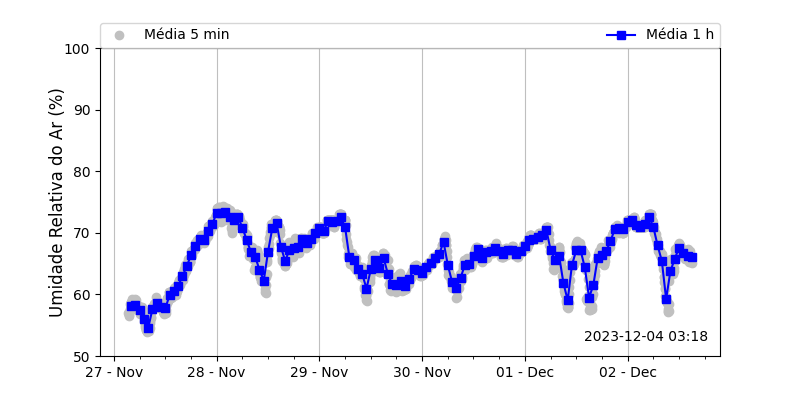 Média 5 min Média 1 h
100
90
80
70
60
50
Umidade Relativa do Ar (%)
2023-12-04 03:18
27 - Nov 28 - Nov 29 - Nov 30 - Nov 01 - Dec 02 - Dec